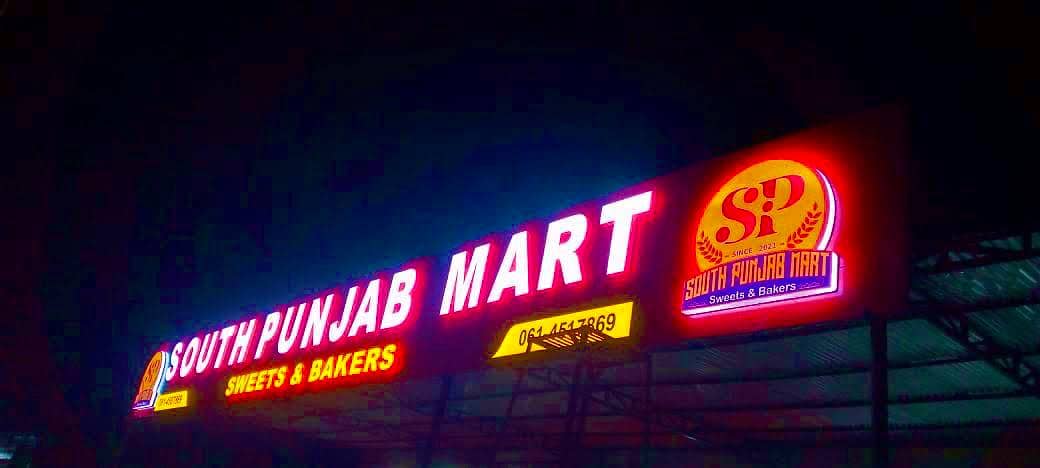 SOUTH PUNJAB MART
SWEETS & BAKERS
061-4517869
SP
SINCE 2021
SOUTH PUNJAB MART
Sweets & Bakers